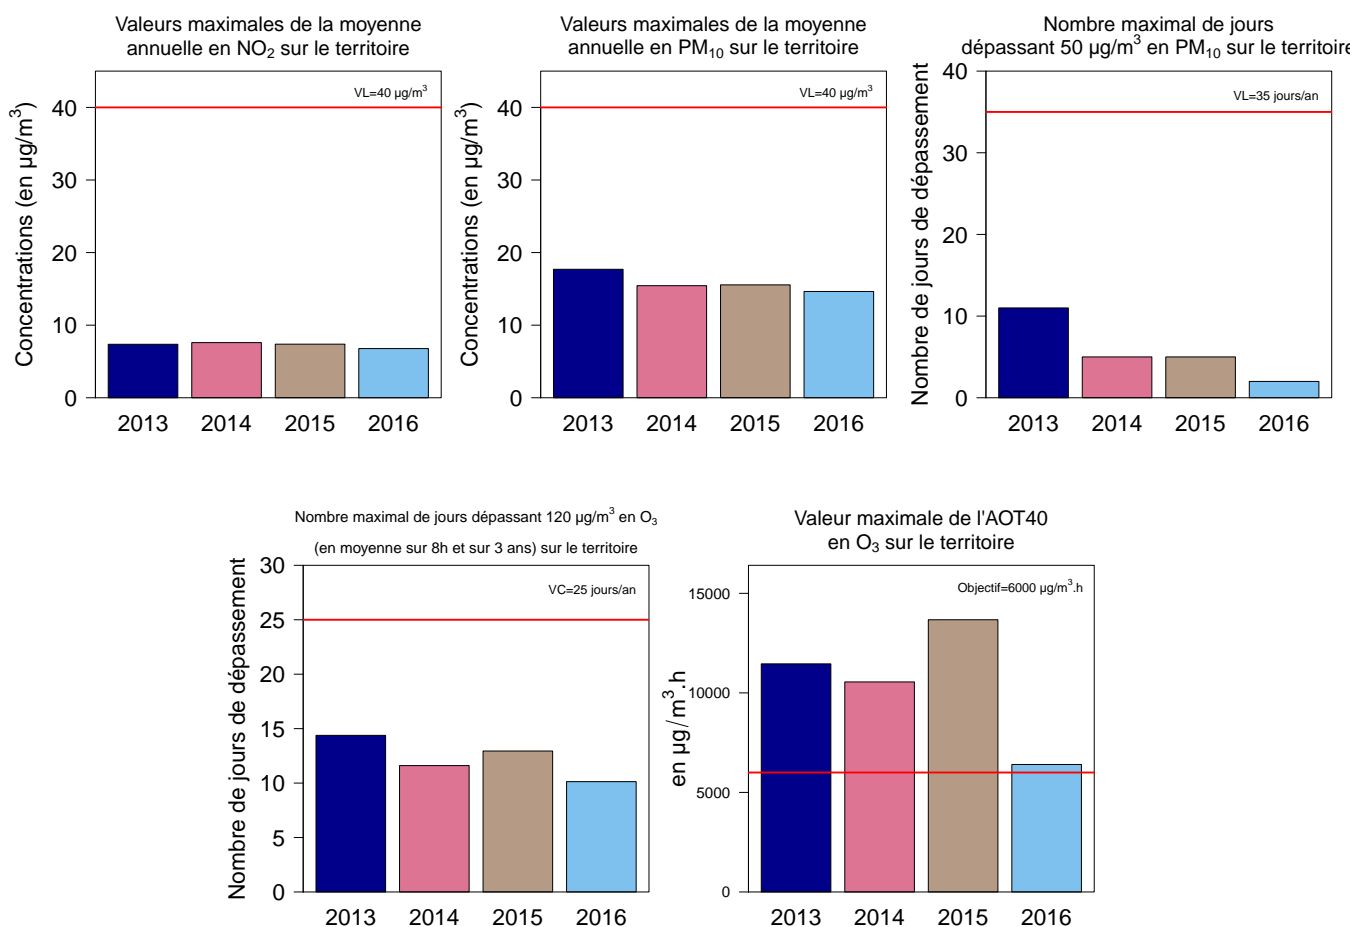 Valeurs maximales de la moyenne
annuelle en NO₂ sur le territoire
VL=40 µg/m³
Concentrations (en µg/m³)
40
30
20
10
0
2013 2014 2015 2016
Valeurs maximales de la moyenne
annuelle en PM₁₀ sur le territoire
VL=40 µg/m³
Concentrations (en µg/m³)
40
30
20
10
0
2013 2014 2015 2016
Nombre maximal de jours
dépassant 50 µg/m³ en PM₁₀ sur le territoire
VL=35 jours/an
Nombre de jours de dépassement
40
30
20
10
0
2013 2014 2015 2016
Nombre maximal de jours dépassant 120 µg/m³ en O₃
(en moyenne sur 8h et sur 3 ans) sur le territoire
VC=25 jours/an
Nombre de jours de dépassement
30
25
20
15
10
5
0
2013 2014 2015 2016
Valeur maximale de l'AOT40
en O₃ sur le territoire
Objectif=6000 µg/m³.h
en µg/m³.h
15000
10000
5000
0
2013 2014 2015 2016